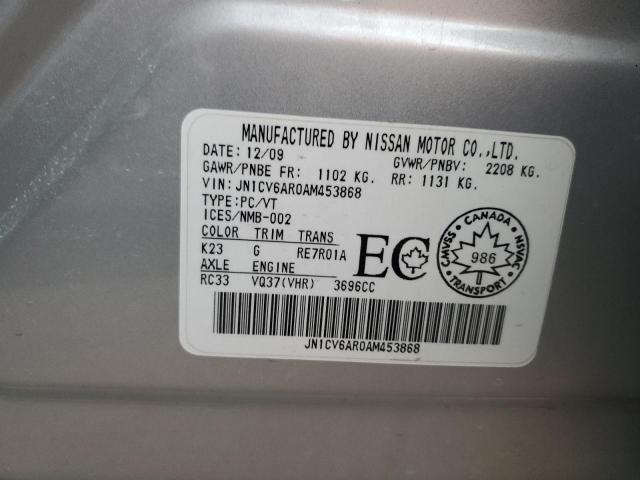 MANUFACTURED BY NISSAN MOTOR CO.,LTD.
DATE: 12/09 GVWR/PNBV: 2208 KG.
GAWR/PNBE FR: 1102 KG. RR: 1131 KG.
VIN: JN1CV6AR0AM453868
TYPE: PC/VT
ICES/NMB-002
COLOR TRIM TRANS
K23 G RE7R01A
AXLE ENGINE
RC33 VQ37(VHR) 3696CC
EC
CANADA
CMVSS 986 NSVAC
TRANSPORT
JN1CV6AR0AM453868